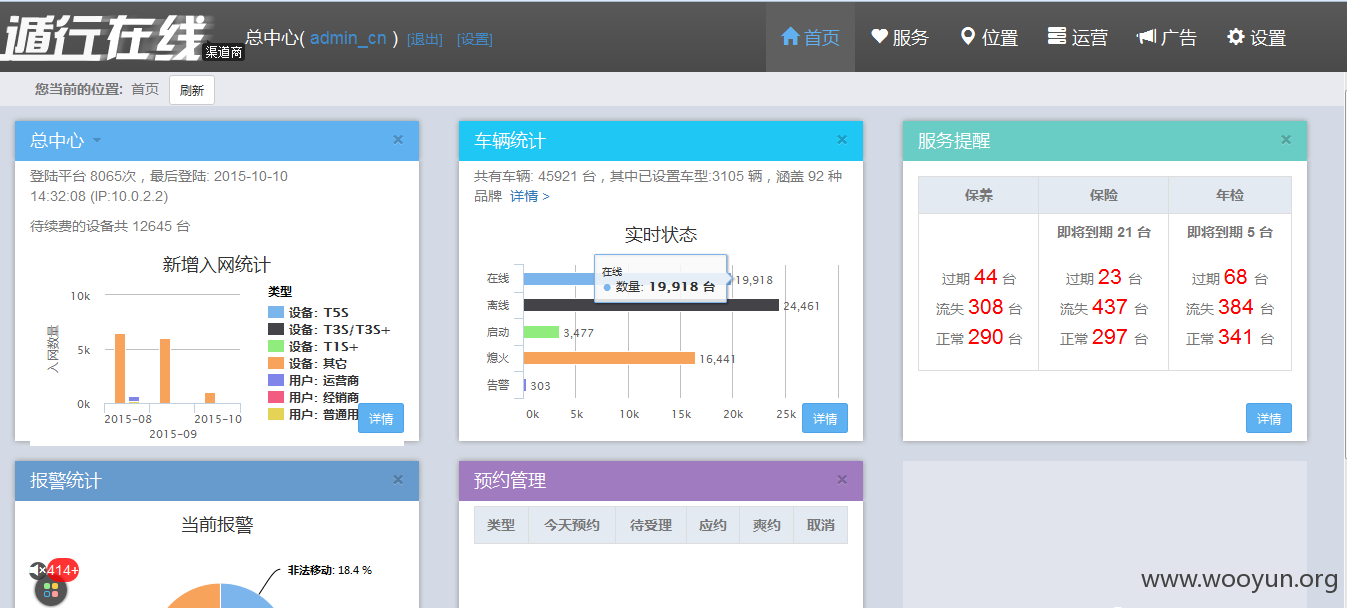 遁行在线 渠道商 总中心( admin_cn ) [退出] [设置] 首页 服务 位置 运营 广告 设置
您当前的位置: 首页 刷新
总中心 ×
登陆平台 8065次，最后登陆: 2015-10-10
14:32:08 (IP:10.0.2.2)
待续费的设备共 12645 台
新增入网统计
入网数量
10k
5k
0k
2015-08
2015-09
2015-10
类型
设备: T5S
设备: T3S/T3S+
设备: T1S+
设备: 其它
用户: 运营商
用户: 经销商
用户: 普通用
详情
车辆统计 ×
共有车辆: 45921 台，其中已设置车型:3105 辆，涵盖 92 种
品牌 详情 >
实时状态
在线
数量: 19,918 台
在线 19,918
离线 24,461
启动 3,477
熄火 16,441
告警 303
0k 5k 10k 15k 20k 25k
详情
服务提醒 ×
保养 保险 年检
即将到期 21 台 即将到期 5 台
过期 44 台 过期 23 台 过期 68 台
流失 308 台 流失 437 台 流失 384 台
正常 290 台 正常 297 台 正常 341 台
详情
报警统计 ×
当前报警
非法移动: 18.4 %
414+
预约管理 ×
类型 今天预约 待受理 应约 爽约 取消
www.wooyun.org